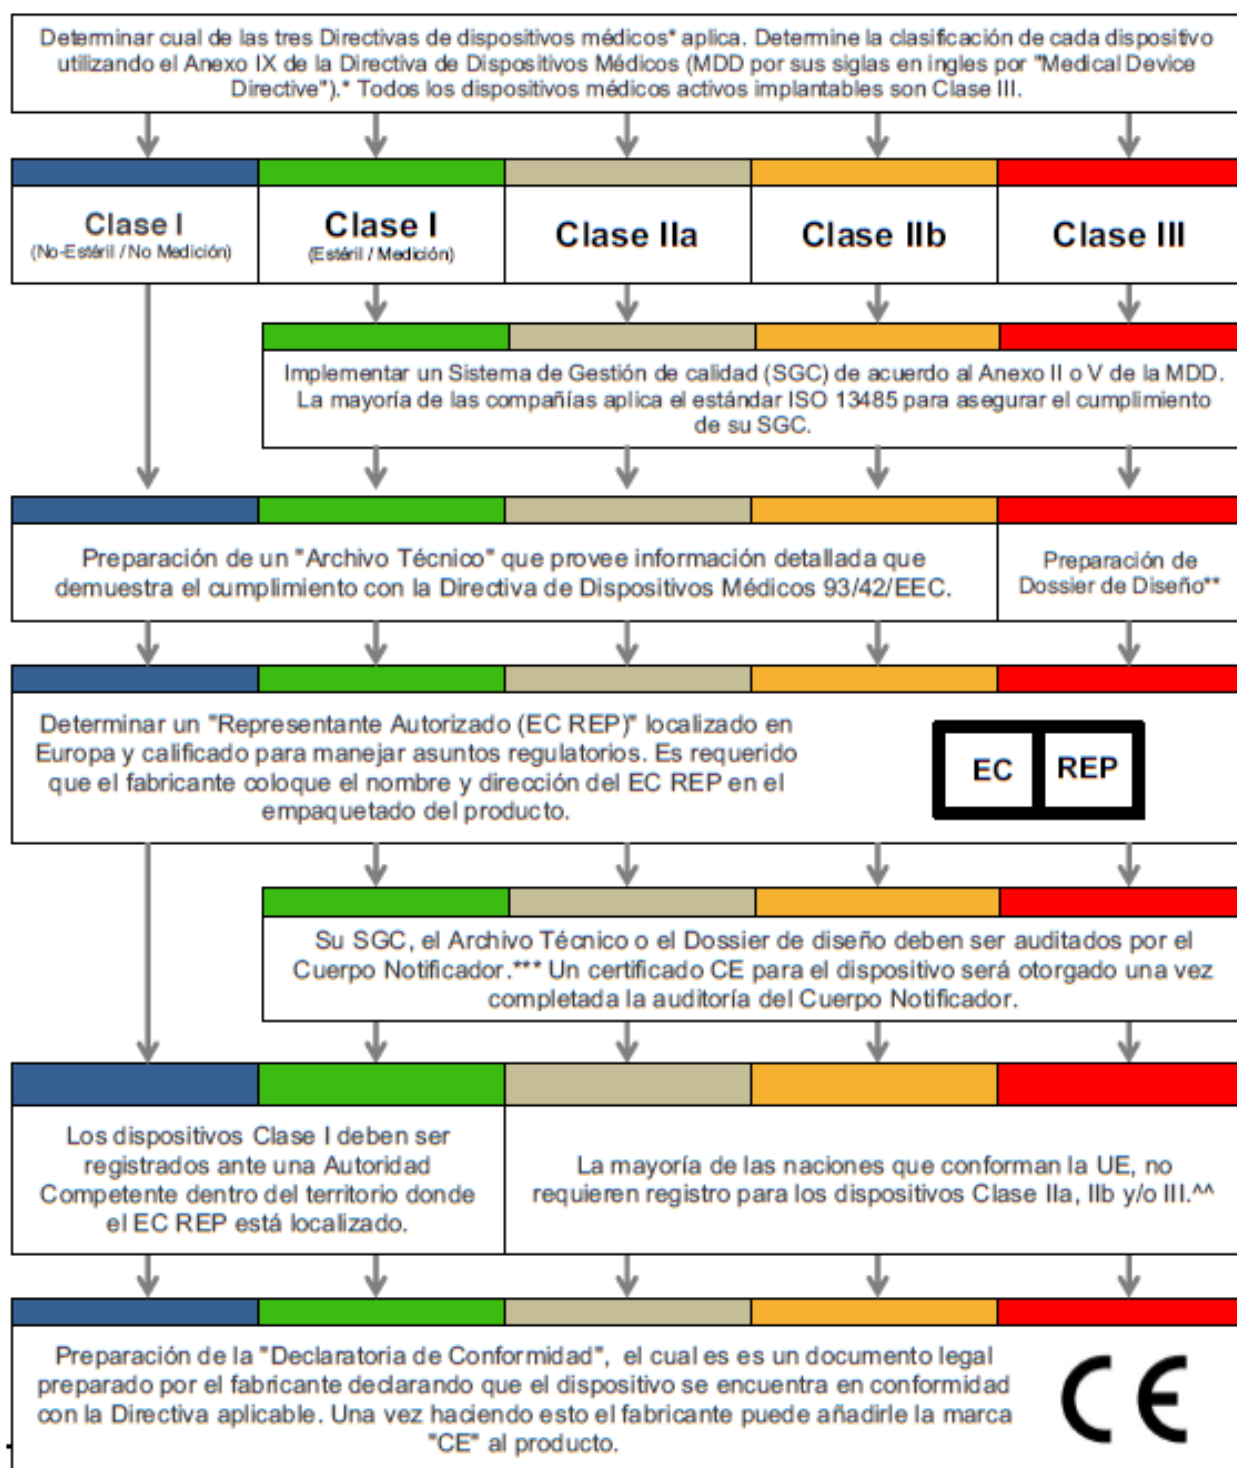 Determinar cual de las tres Directivas de dispositivos médicos* aplica. Determine la clasificación de cada dispositivo
utilizando el Anexo IX de la Directiva de Dispositivos Médicos (MDD por sus siglas en ingles por "Medical Device
Directive").* Todos los dispositivos médicos activos implantables son Clase III.
Clase I
(No-Estéril / No Medición)
Clase I
(Estéril / Medición)
Clase IIa
Clase IIb
Clase III
Implementar un Sistema de Gestión de calidad (SGC) de acuerdo al Anexo II o V de la MDD.
La mayoría de las compañías aplica el estándar ISO 13485 para asegurar el cumplimiento
de su SGC.
Preparación de un "Archivo Técnico" que provee información detallada que
demuestra el cumplimiento con la Directiva de Dispositivos Médicos 93/42/EEC.
Preparación de
Dossier de Diseño**
Determinar un "Representante Autorizado (EC REP)" localizado en
Europa y calificado para manejar asuntos regulatorios. Es requerido
que el fabricante coloque el nombre y dirección del EC REP en el
empaquetado del producto.
EC REP
Su SGC, el Archivo Técnico o el Dossier de diseño deben ser auditados por el
Cuerpo Notificador.*** Un certificado CE para el dispositivo será otorgado una vez
completada la auditoría del Cuerpo Notificador.
Los dispositivos Clase I deben ser
registrados ante una Autoridad
Competente dentro del territorio donde
el EC REP está localizado.
La mayoría de las naciones que conforman la UE, no
requieren registro para los dispositivos Clase IIa, IIb y/o III.^^
Preparación de la "Declaratoria de Conformidad", el cual es es un documento legal
preparado por el fabricante declarando que el dispositivo se encuentra en conformidad
con la Directiva aplicable. Una vez haciendo esto el fabricante puede añadirle la marca
"CE" al producto.
CE